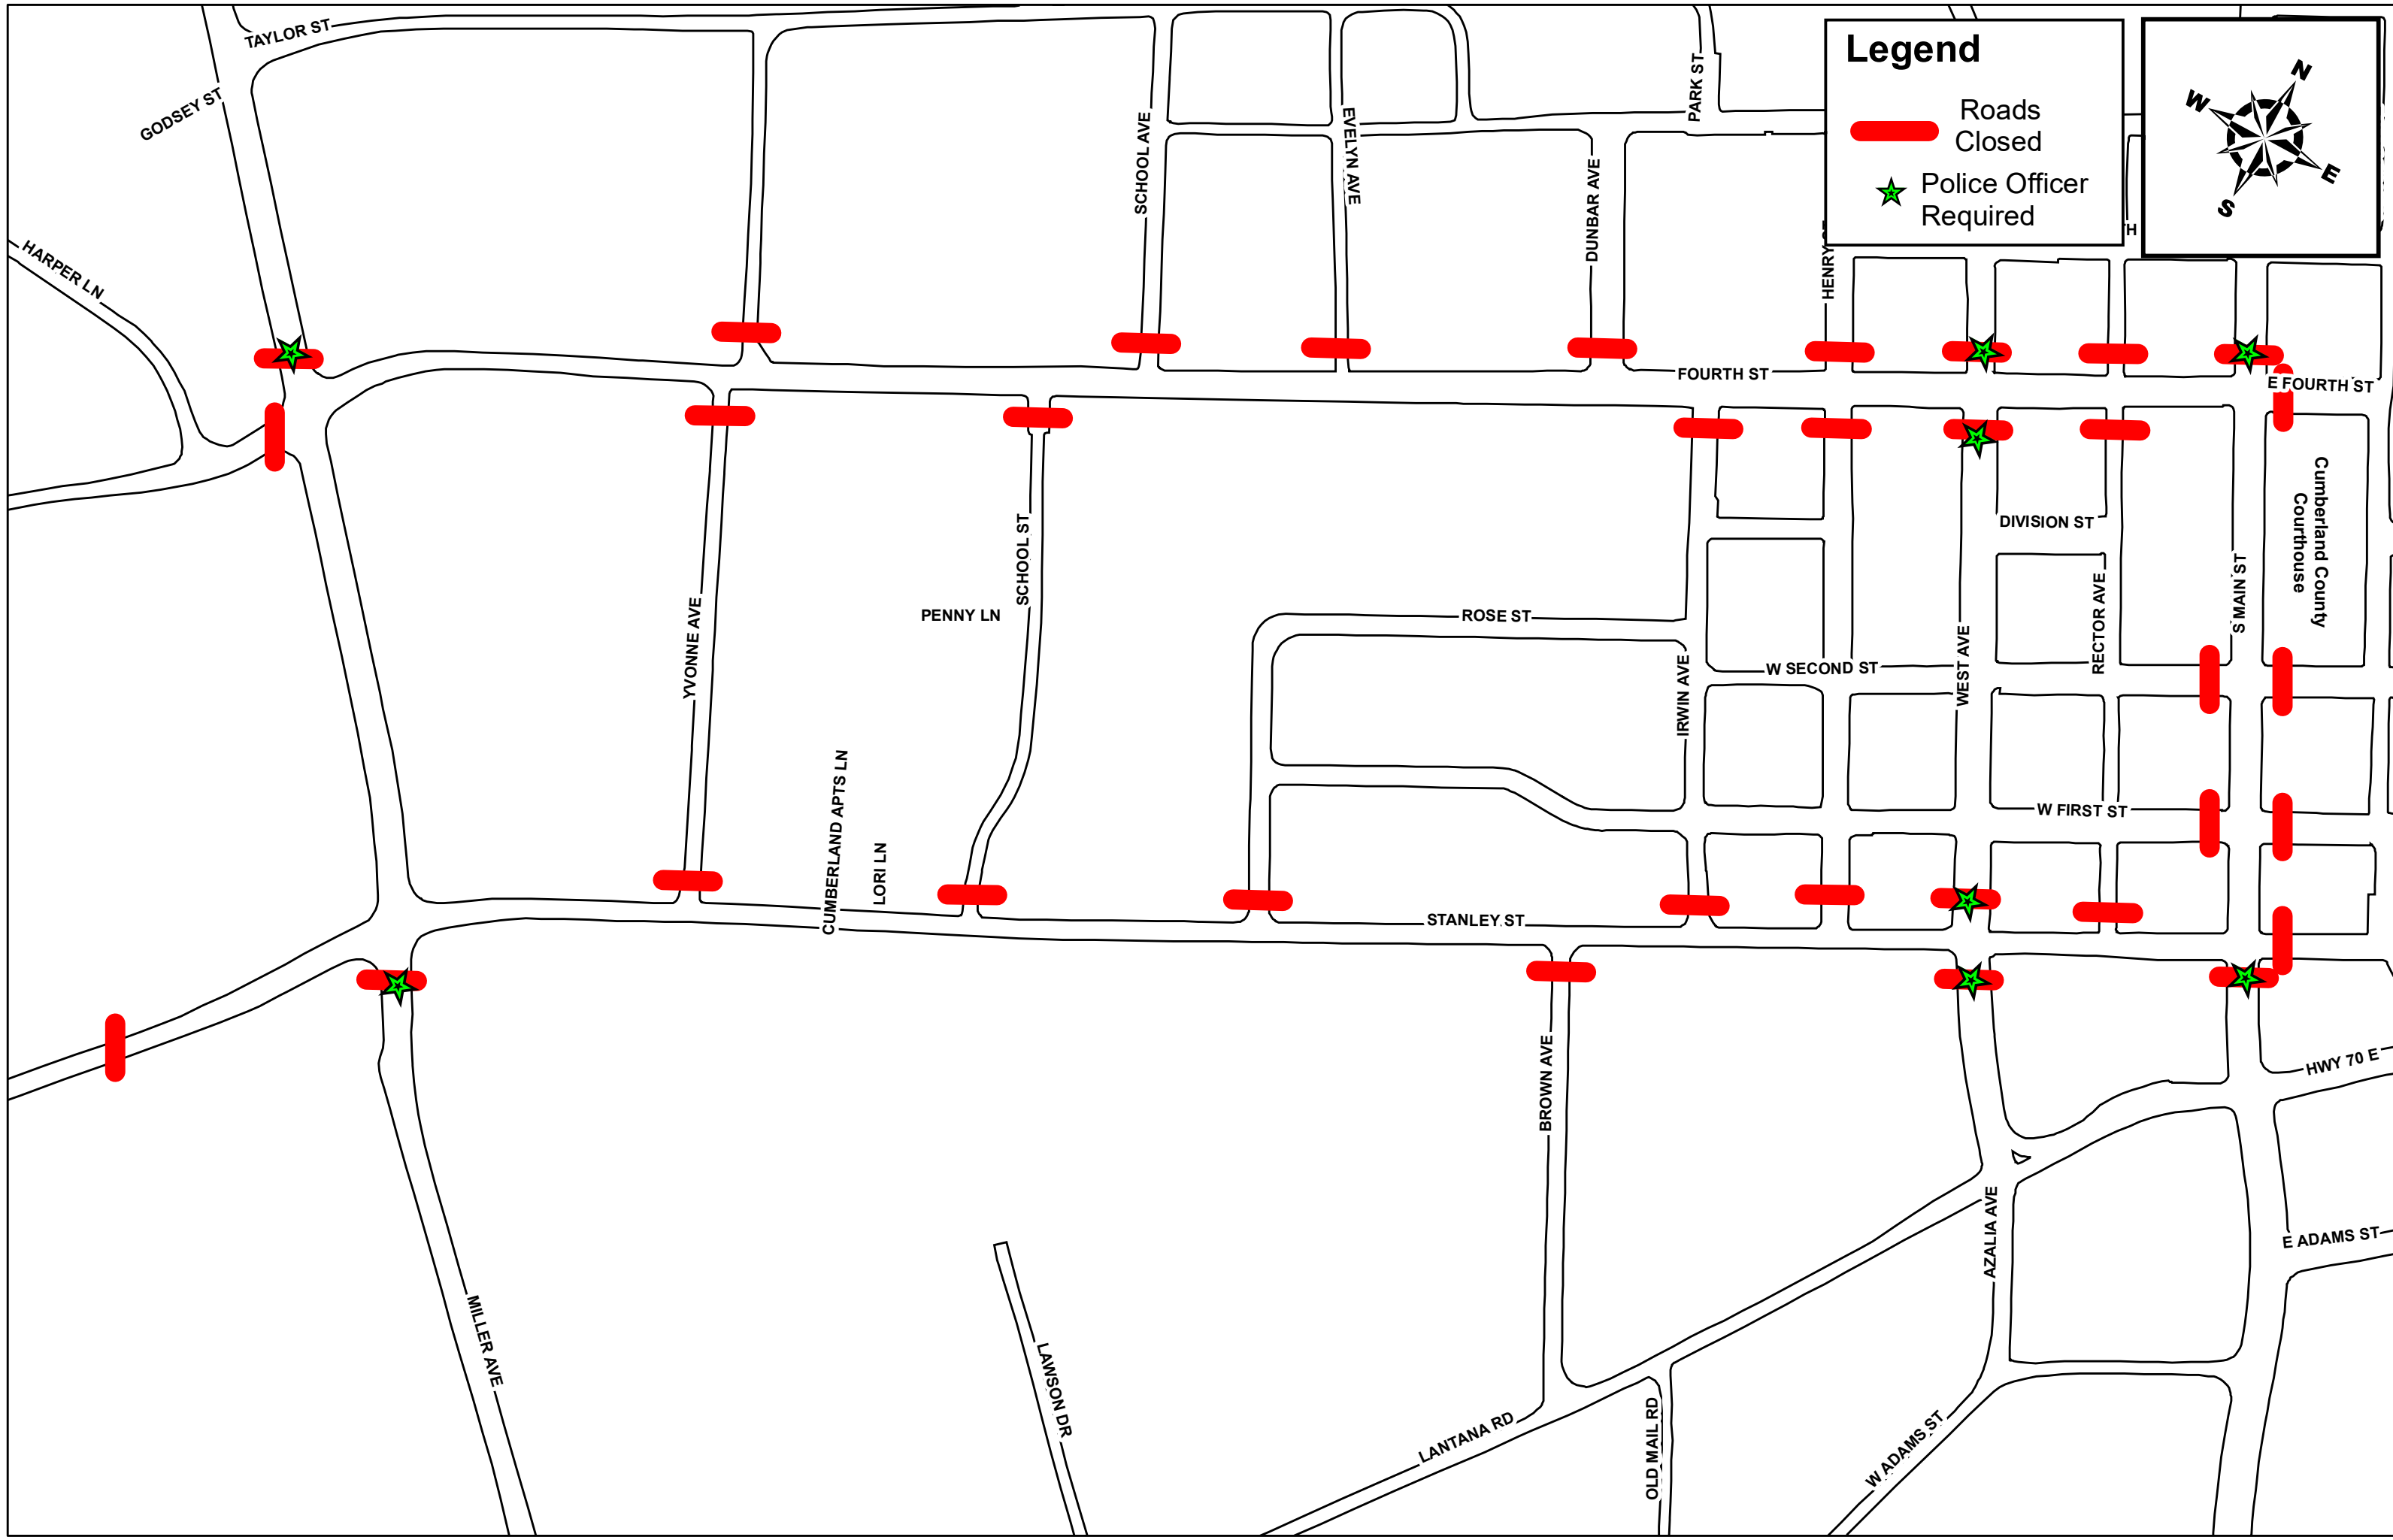 TAYLOR ST
GODSEY ST
HARPER LN
SCHOOL AVE
EVELYN AVE
DUNBAR AVE
PARK ST
HENRY
Legend
Roads
Closed
Police Officer
Required
N
W
E
S
TH
FOURTH ST
E FOURTH ST
Cumberland County
Courthouse
DIVISION ST
S MAIN ST
RECTOR AVE
WEST AVE
W SECOND ST
IRWIN AVE
ROSE ST
SCHOOL ST
PENNY LN
YVONNE AVE
CUMBERLAND APTS LN
LORI LN
W FIRST ST
STANLEY ST
BROWN AVE
HWY 70 E
E ADAMS ST
AZALIA AVE
MILLER AVE
LAWSON DR
LANTANA RD
OLD MAIL RD
W ADAMS ST